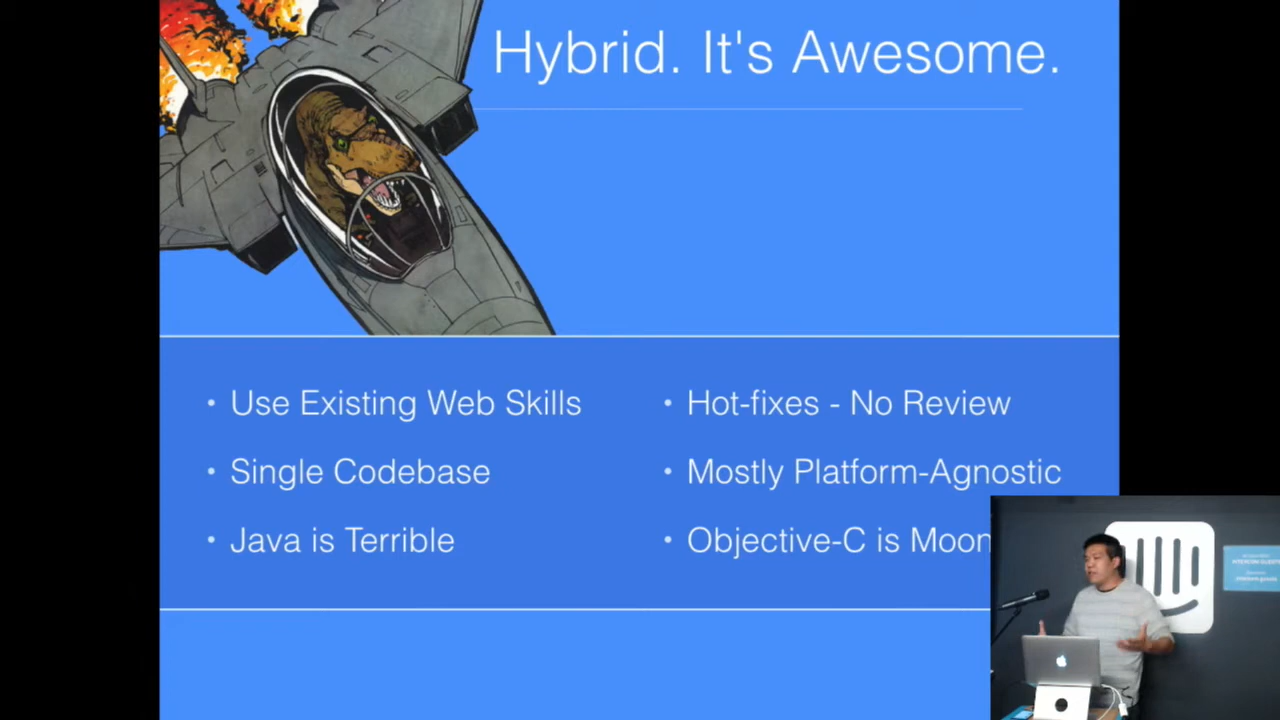 Hybrid. It's Awesome.
• Use Existing Web Skills
• Single Codebase
• Java is Terrible
• Hot-fixes - No Review
• Mostly Platform-Agnostic
• Objective-C is Moon